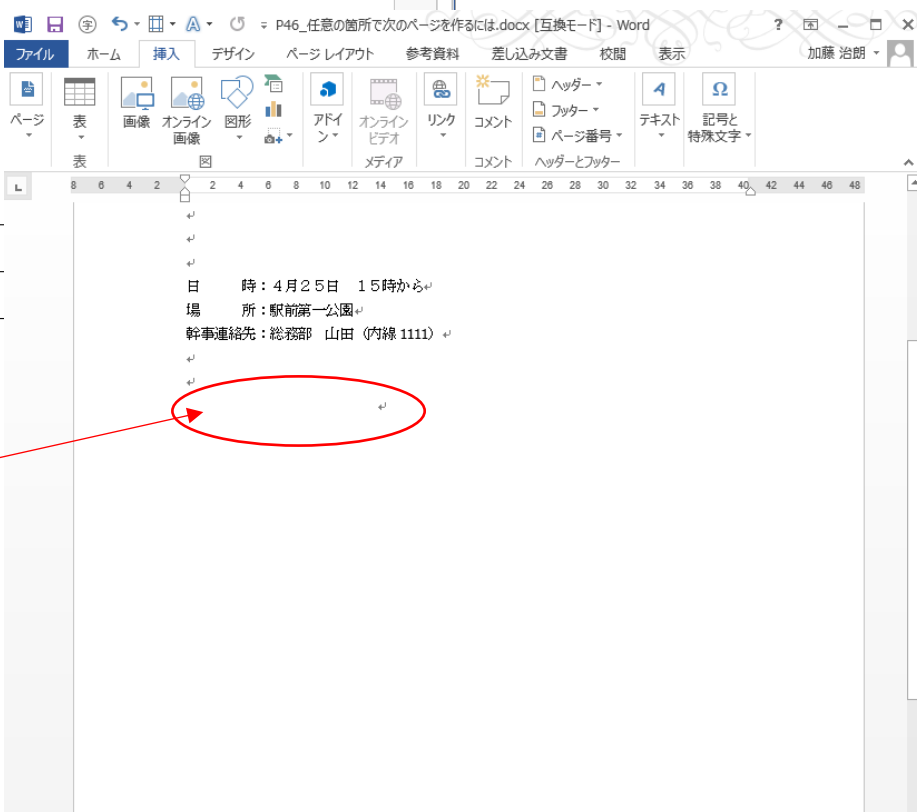 P46_任意の箇所で次のページを作るには.docx [互換モード] - Word
?
ファイル ホーム 挿入 デザイン ページ レイアウト 参考資料 差し込み文書 校閲 表示 加藤 治朗
ページ
表
画像
オンライン
画像
図形
アドイ
ン
オンライン
ビデオ
リンク
コメント
ヘッダー
フッター
ページ番号
テキスト
記号と
特殊文字
表 図 メディア コメント ヘッダーとフッター
8 6 4 2 2 4 6 8 10 12 14 16 18 20 22 24 26 28 30 32 34 36 38 40 42 44 46 48
日　　時：４月２５日　１５時から
場　　所：駅前第一公園
幹事連絡先：総務部　山田（内線 1111）